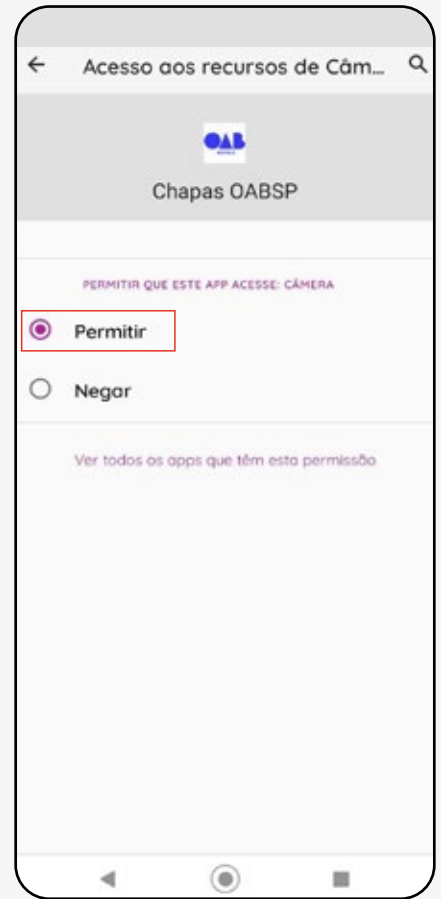 Acesso aos recursos de Câm...
OAB
Chapas OABSP
PERMITIR QUE ESTE APP ACESSE: CÂMERA
Permitir
Negar
Ver todos os apps que têm esta permissão